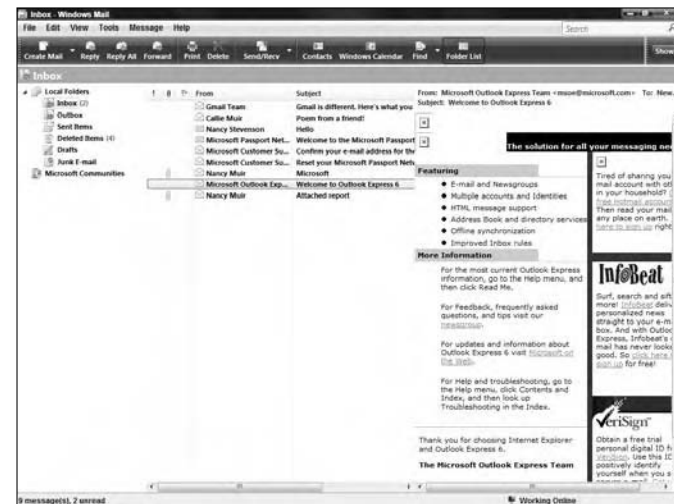 Inbox - Windows Mail
File Edit View Tools Message Help
Search
Create Mail Reply Reply All Forward Print Delete Send/Recv Contacts Windows Calendar Find Folder List Show
Inbox
Local Folders
Inbox (2)
Outbox
Sent Items
Deleted Items (4)
Drafts
Junk E-mail
Microsoft Communities
! From Subject
Gmail Team Gmail is different. Here's what you
Callie Muir Poem from a friend!
Nancy Stevenson Hello
Microsoft Passport Net... Welcome to the Microsoft Passport
Microsoft Customer Su... Confirm your e-mail address for the
Microsoft Customer Su... Reset your Microsoft Passport Netw
Nancy Muir Microsoft
Microsoft Outlook Exp... Welcome to Outlook Express 6
Nancy Muir Attached report
From: Microsoft Outlook Express Team <msoe@microsoft.com> To: New
Subject: Welcome to Outlook Express 6
The solution for all your messaging nee
Featuring
• E-mail and Newsgroups
• Multiple accounts and Identities
• HTML message support
• Address Book and directory services
• Offline synchronization
• Improved Inbox rules
More Information
For the most current Outlook Express
information, go to the Help menu, and
then click Read Me.
For Feedback, frequently asked
questions, and tips visit our
newsgroup.
For updates and information about
Outlook Express 6 visit Microsoft on
the Web.
For Help and troubleshooting, go to
the Help menu, click Contents and
Index, and then look up
Troubleshooting in the Index.
Thank you for choosing Internet Explorer
and Outlook Express 6.
The Microsoft Outlook Express Team
Tired of sharing you
mail account with oth
in your household?
free Hotmail account
Then read your mail
any place on earth.
here to sign up right
InfoBeat
Surf, search and sift
more! InfoBeat deliv
personalized news
straight to your e-m
box. And with Outloo
Express, Infobeat's
mail has never looke
good. So click here
sign up for free!
VeriSign
Obtain a free trial
personal digital ID f
VeriSign. Use this ID
positively identify
yourself when you s
9 message(s), 2 unread
Working Online